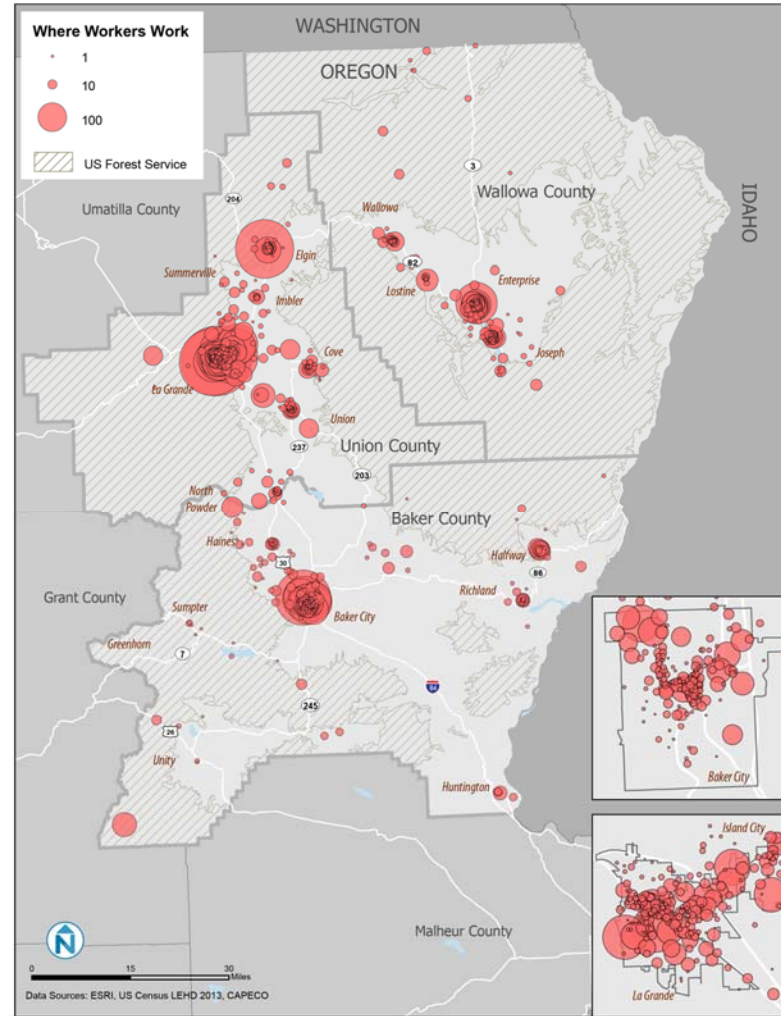 WASHINGTON
Where Workers Work
1
10
100
US Forest Service
OREGON
IDAHO
3
Wallowa County
204
Umatilla County
Wallowa
82
Elgin
Summerville
Lostine
Enterprise
Imbler
Joseph
Cove
La Grande
Union
Union County
237
203
North
Powder
Baker County
Haines
Halfway
30
86
Richland
Grant County
Sumpter
Baker City
Greenhorn
7
84
245
26
Unity
Huntington
Baker City
Island City
Malheur County
La Grande
N
0 15 30
Miles
Data Sources: ESRI, US Census LEHD 2013, CAPECO